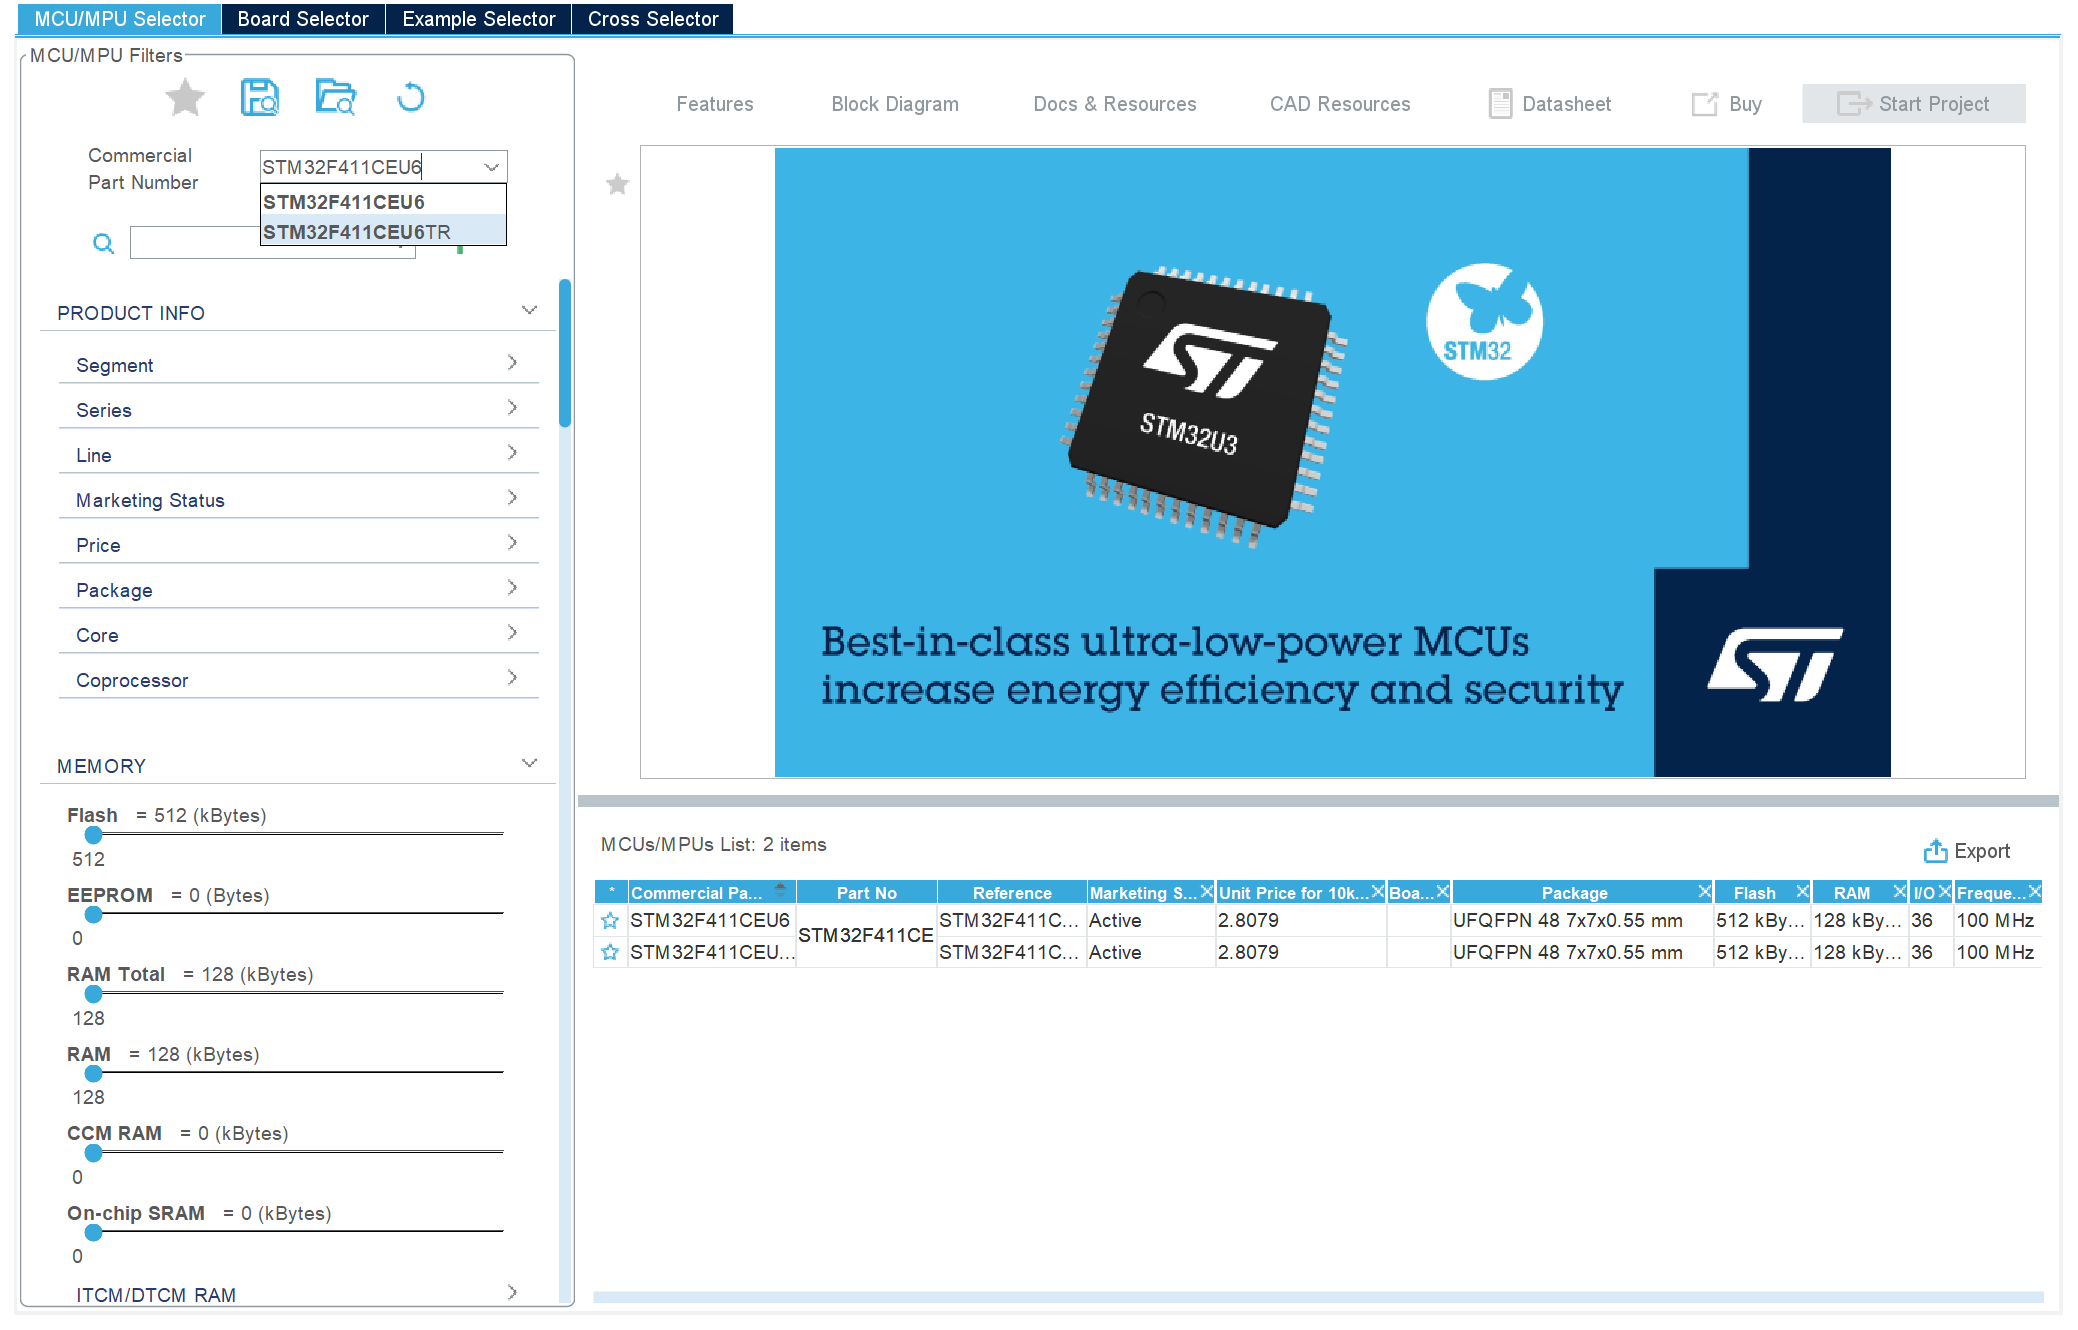 MCU/MPU Selector Board Selector Example Selector Cross Selector
MCU/MPU Filters
Features Block Diagram Docs & Resources CAD Resources Datasheet Buy Start Project
Commercial
Part Number
STM32F411CEU6
STM32F411CEU6
STM32F411CEU6TR
PRODUCT INFO
Segment
Series
Line
Marketing Status
Price
Package
Core
Coprocessor
MEMORY
Flash = 512 (kBytes)
512
EEPROM = 0 (Bytes)
0
RAM Total = 128 (kBytes)
128
RAM = 128 (kBytes)
128
CCM RAM = 0 (kBytes)
0
On-chip SRAM = 0 (kBytes)
0
ITCM/DTCM RAM
STM32
ST
STM32U3
Best-in-class ultra-low-power MCUs
increase energy efficiency and security
ST
MCUs/MPUs List: 2 items
Export
* Commercial Pa... Part No Reference Marketing S... Unit Price for 10k... Boa... Package Flash RAM I/O Freque...
STM32F411CEU6 STM32F411CE STM32F411C... Active 2.8079 UFQFPN 48 7x7x0.55 mm 512 kBy... 128 kBy... 36 100 MHz
STM32F411CEU... STM32F411C... Active 2.8079 UFQFPN 48 7x7x0.55 mm 512 kBy... 128 kBy... 36 100 MHz